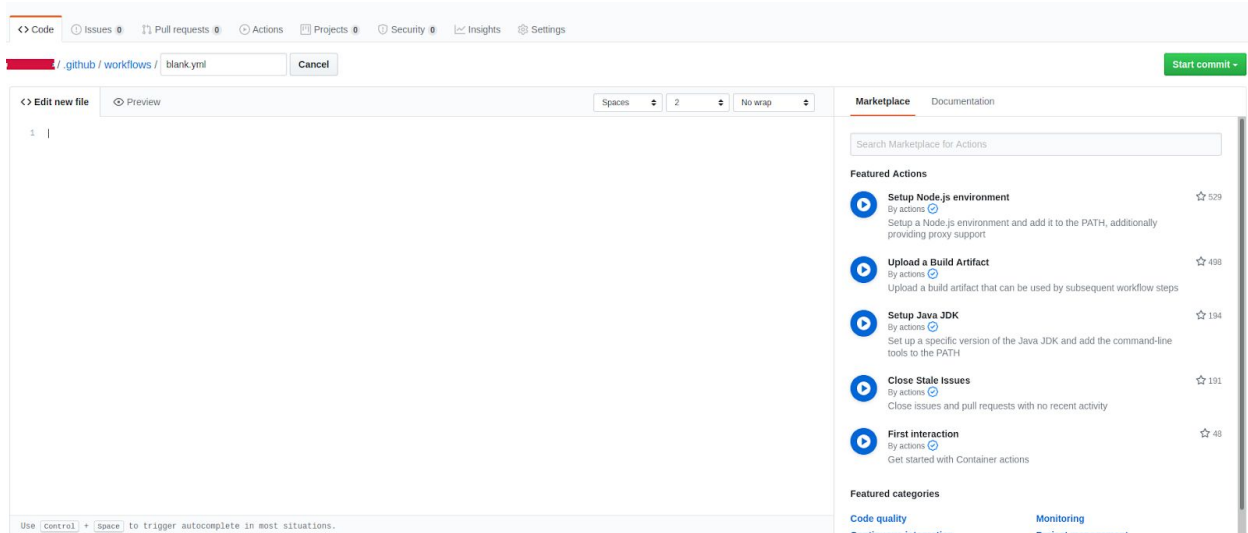 <> Code Issues 0 Pull requests 0 Actions Projects 0 Security 0 Insights Settings
/ .github / workflows / blank.yml Cancel Start commit
<> Edit new file Preview Spaces 2 No wrap Marketplace Documentation
1
Search Marketplace for Actions
Featured Actions
Setup Node.js environment 529
By actions
Setup a Node.js environment and add it to the PATH, additionally
providing proxy support
Upload a Build Artifact 498
By actions
Upload a build artifact that can be used by subsequent workflow steps
Setup Java JDK 194
By actions
Set up a specific version of the Java JDK and add the command-line
tools to the PATH
Close Stale Issues 191
By actions
Close issues and pull requests with no recent activity
First interaction 48
By actions
Get started with Container actions
Featured categories
Code quality Monitoring
Use Control + Space to trigger autocomplete in most situations.